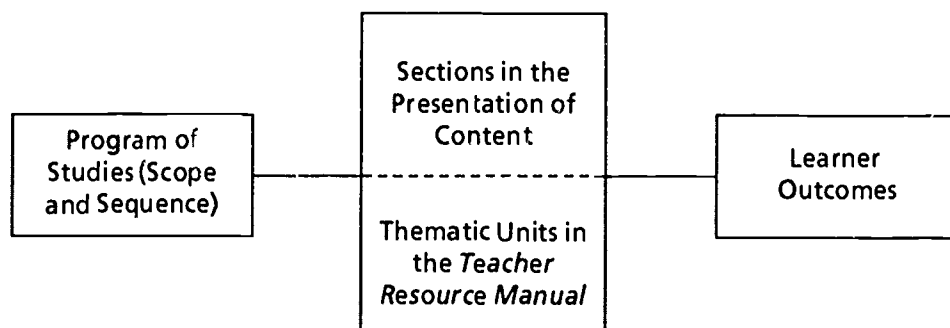 Program of
Studies (Scope
and Sequence)
Sections in the
Presentation of
Content
Thematic Units in
the Teacher
Resource Manual
Learner
Outcomes